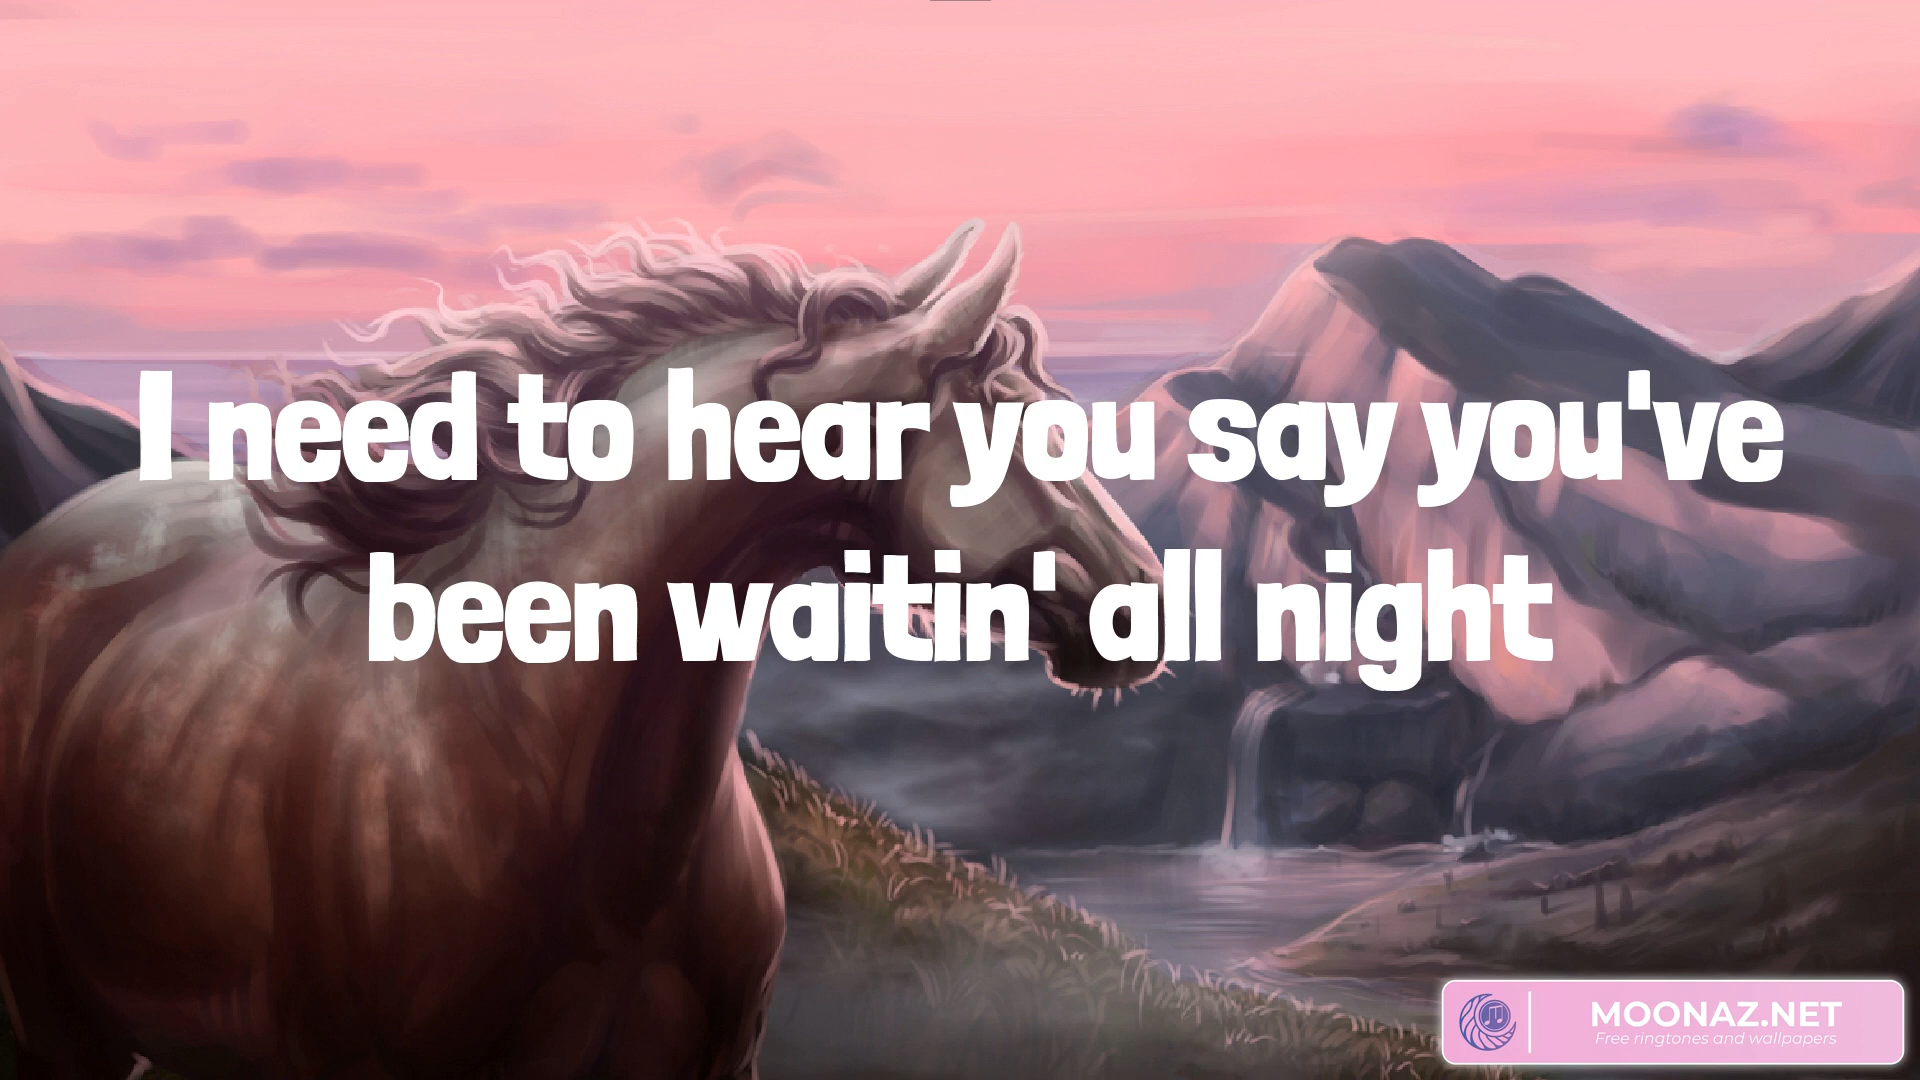 I need to hear you say you've
been waitin' all night
MOONAZ.NET
Free ringtones and wallpapers